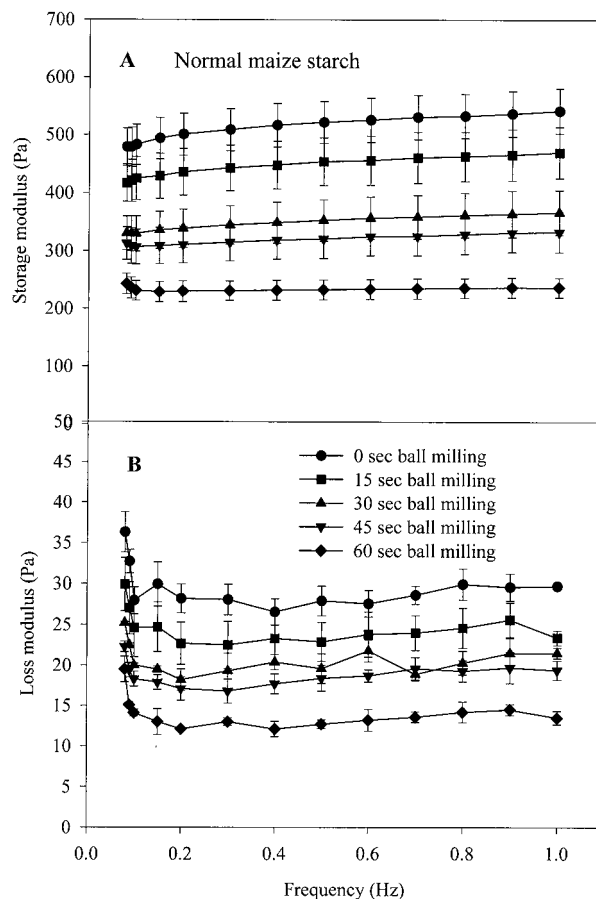 700
A Normal maize starch
600
500
400
300
200
100
0
Storage modulus (Pa)
50
B
45
40
35
30
25
20
15
10
5
0
Loss modulus (Pa)
0 sec ball milling
15 sec ball milling
30 sec ball milling
45 sec ball milling
60 sec ball milling
0.0 0.2 0.4 0.6 0.8 1.0
Frequency (Hz)